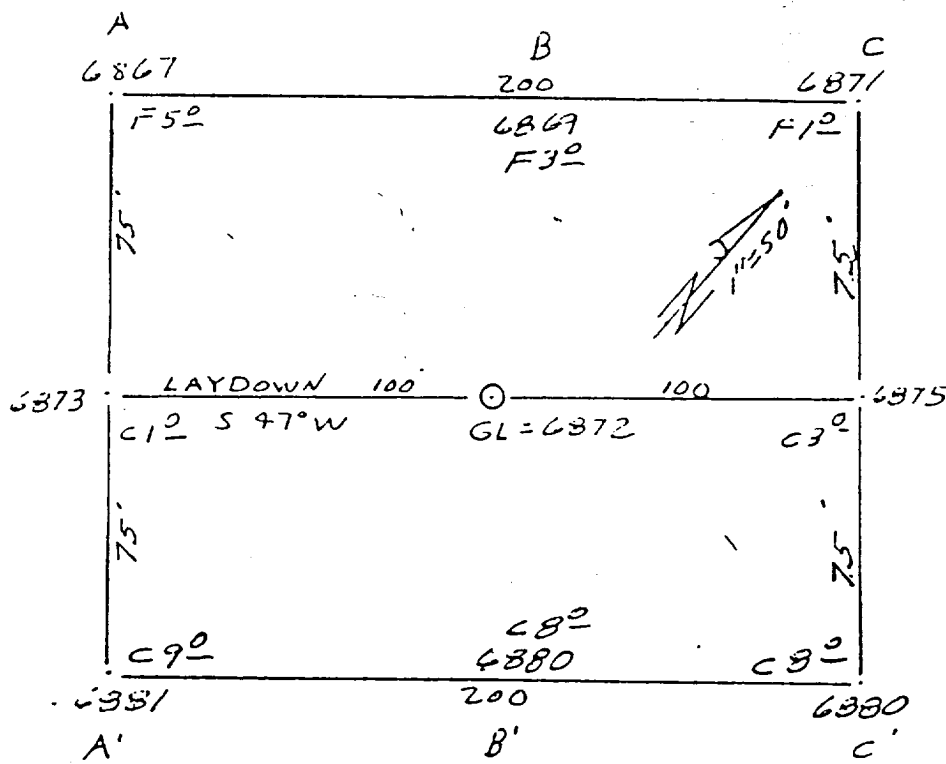 A B C
6867 200 6871
F5º 6869 F1º
F3º
75' 75'
1"=50'
N
6873 LAYDOWN 100 100 6875
C1º S 47° W GL = 6872 C3º
75' 75'
C8º
C9º 6880 C8º
6881 200 6880
A' B' C'